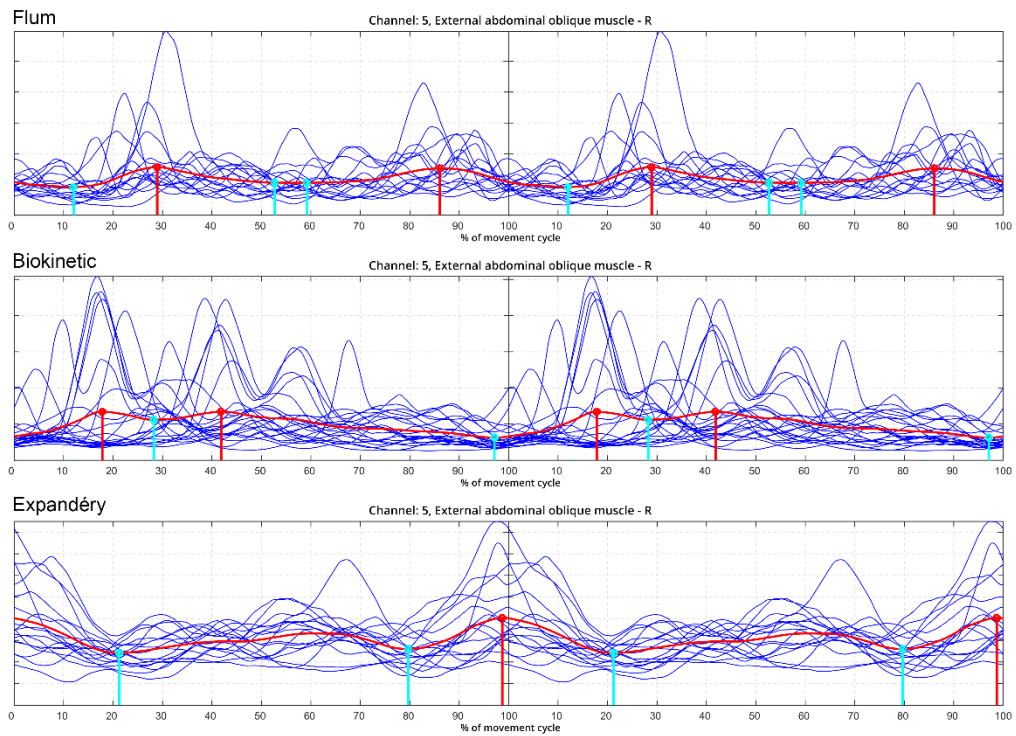 Flum
Channel: 5, External abdominal oblique muscle - R
0 10 20 30 40 50 60 70 80 90 100 10 20 30 40 50 60 70 80 90 100
% of movement cycle
Biokinetic
Channel: 5, External abdominal oblique muscle - R
0 10 20 30 40 50 60 70 80 90 100 10 20 30 40 50 60 70 80 90 100
% of movement cycle
Expandéry
Channel: 5, External abdominal oblique muscle - R
0 10 20 30 40 50 60 70 80 90 100 10 20 30 40 50 60 70 80 90 100
% of movement cycle